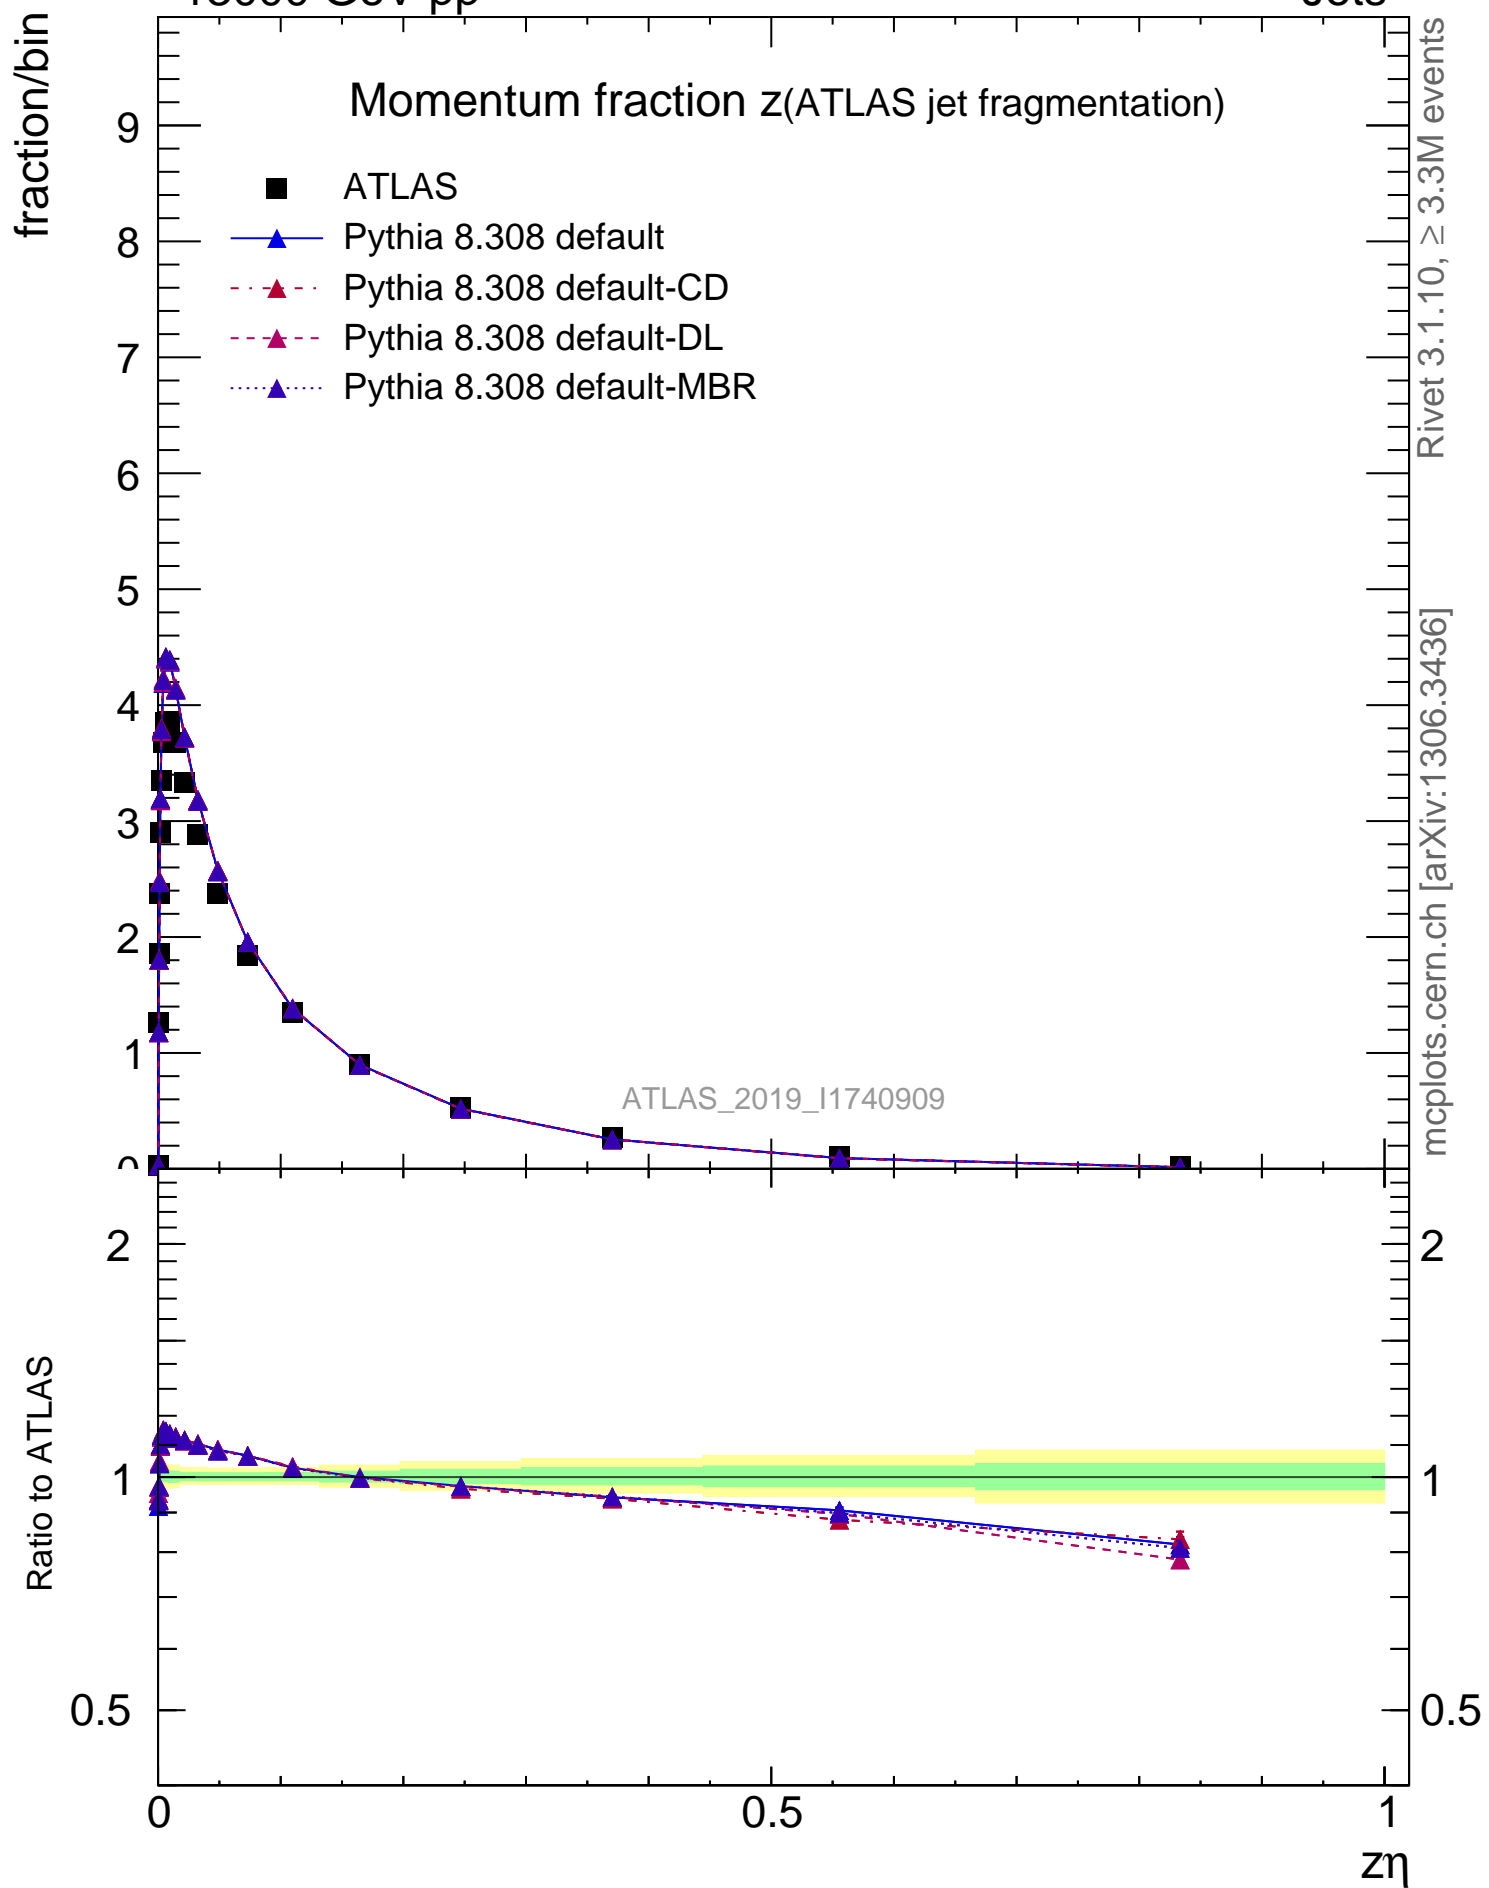 fraction/bin
Momentum fraction z(ATLAS jet fragmentation)
ATLAS
Pythia 8.308 default
Pythia 8.308 default-CD
Pythia 8.308 default-DL
Pythia 8.308 default-MBR
9
8
7
6
5
4
3
2
1
0
ATLAS_2019_I1740909
Rivet 3.1.10, ≥ 3.3M events
mcplots.cern.ch [arXiv:1306.3436]
Ratio to ATLAS
2
1
0.5
2
1
0.5
0
0.5
1
zη